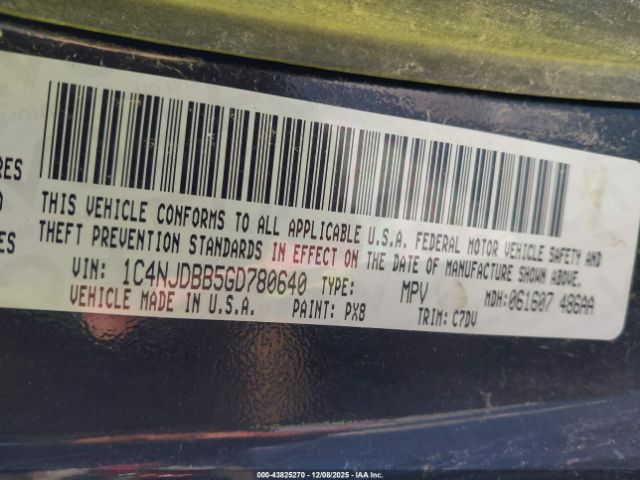 RES
THIS VEHICLE CONFORMS TO ALL APPLICABLE U.S.A. FEDERAL MOTOR VEHICLE SAFETY AND
THEFT PREVENTION STANDARDS IN EFFECT ON THE DATE OF MANUFACTURE SHOWN ABOVE.
ES
VIN: 1C4NJDBB5GD780640 TYPE: MPV MDH:061607 486AA
VEHICLE MADE IN U.S.A. PAINT: PX8 TRIM: C7DV
000-43825270 - 12/08/2025 - IAA Inc.